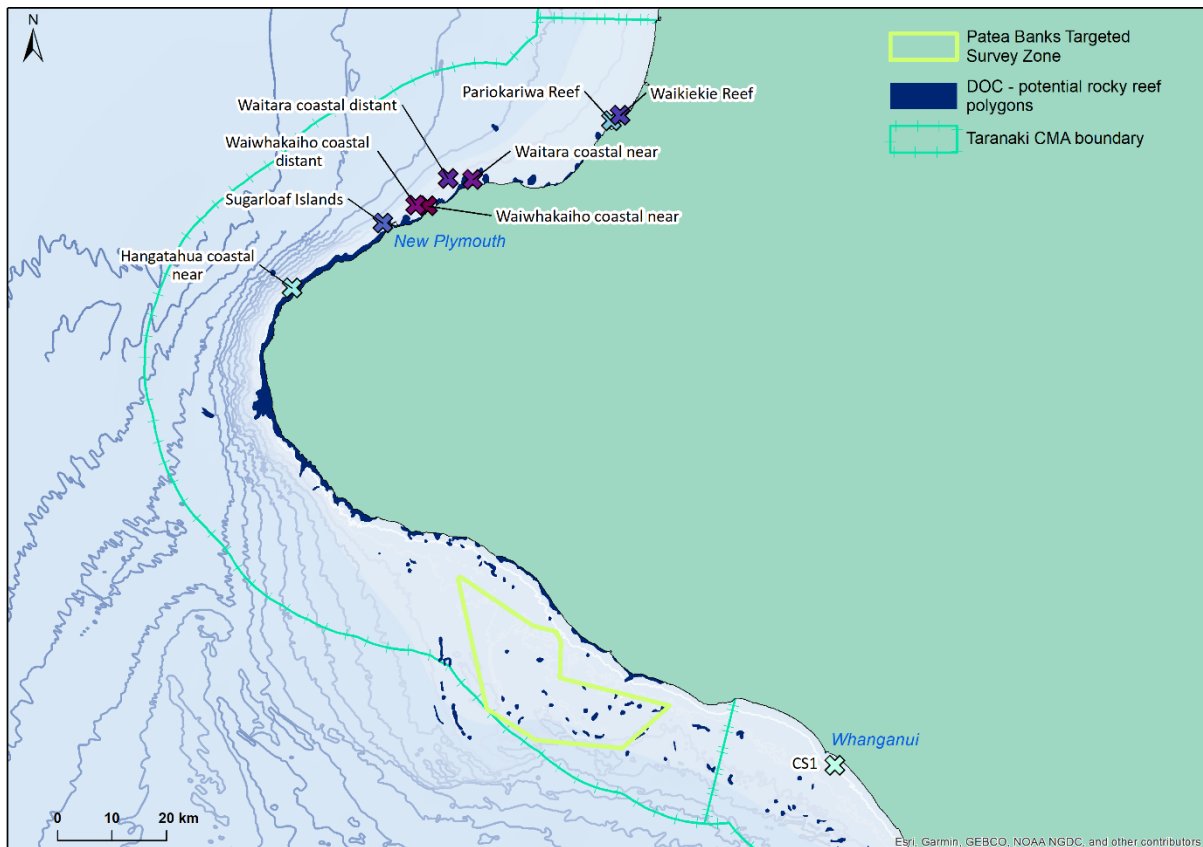 N
Patea Banks Targeted
Survey Zone
DOC - potential rocky reef
polygons
Taranaki CMA boundary
Pariokariwa Reef
Waikiekie Reef
Waitara coastal distant
Waiwhakaiho coastal
distant
Waitara coastal near
Sugarloaf Islands
Waiwhakaiho coastal near
New Plymouth
Hangatahua coastal
near
Whanganui
CS1
0 10 20 km
Esri, Garmin, GEBCO, NOAA NGDC, and other contributors